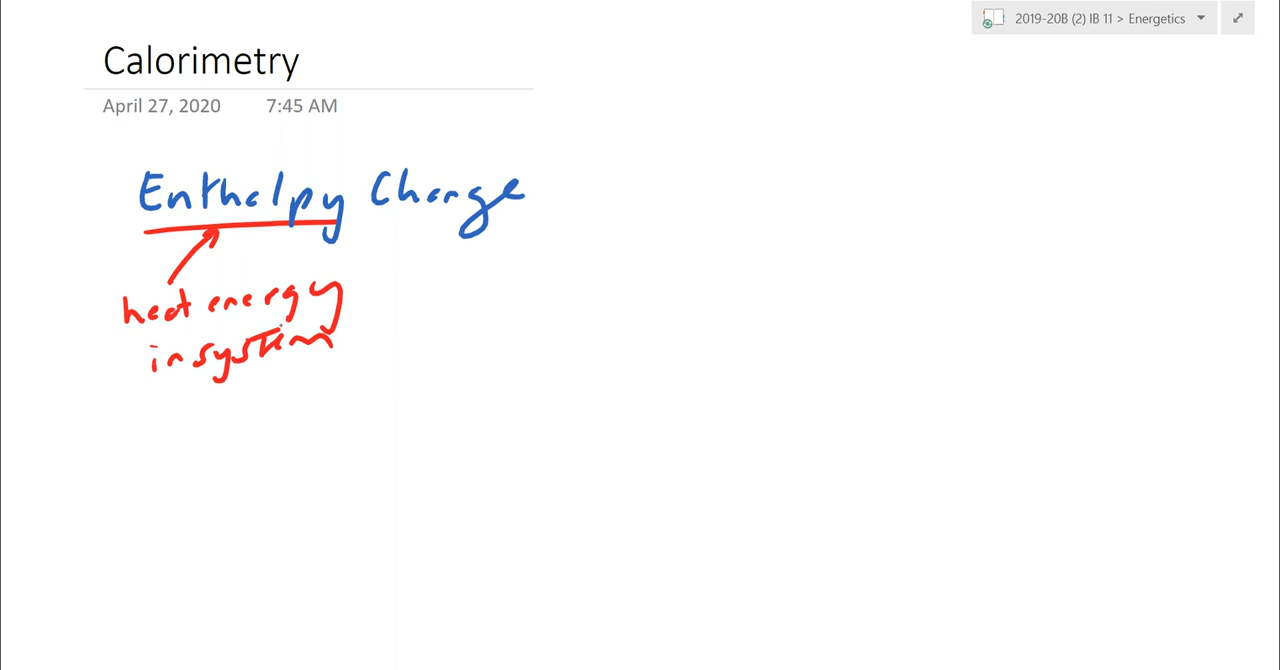 2019-20B (2) IB 11 > Energetics
Calorimetry
April 27, 2020 7:45 AM
Enthalpy Change
heat energy
in system